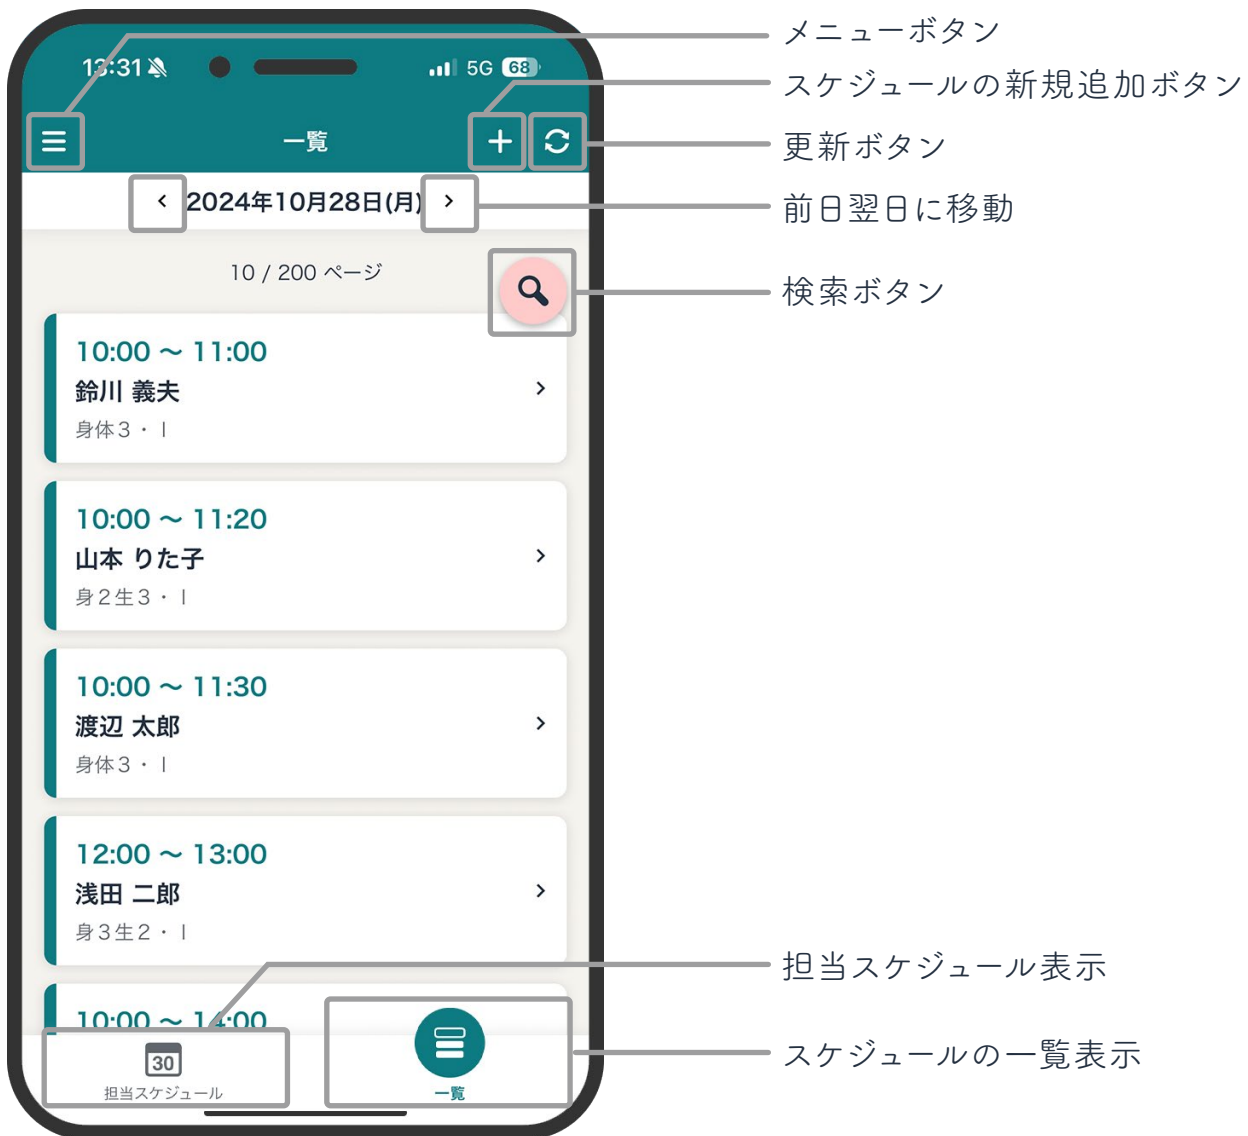 メニューボタン
13:31 5G 68
スケジュールの新規追加ボタン
一覧
更新ボタン
2024年10月28日(月)
前日翌日に移動
10 / 200 ページ
検索ボタン
10:00 〜 11:00
鈴川 義夫
身体3・I
10:00 〜 11:20
山本 りた子
身2生3・I
10:00 〜 11:30
渡辺 太郎
身体3・I
12:00 〜 13:00
浅田 二郎
身3生2・I
担当スケジュール表示
10:00 〜 14:00
スケジュールの一覧表示
30
担当スケジュール
一覧